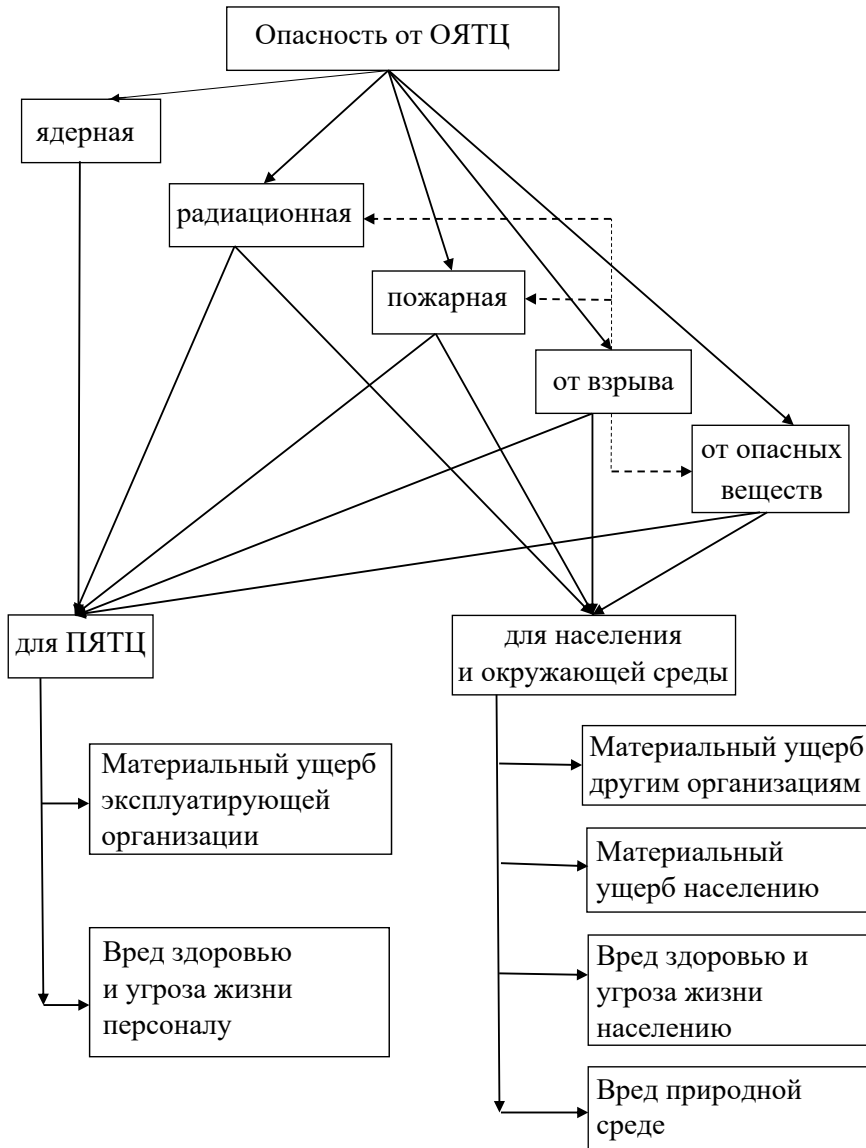 Опасность от ОЯТЦ
ядерная
радиационная
пожарная
от взрыва
от опасных
веществ
для ПЯТЦ
для населения
и окружающей среды
Материальный ущерб
эксплуатирующей
организации
Вред здоровью
и угроза жизни
персоналу
Материальный ущерб
другим организациям
Материальный
ущерб населению
Вред здоровью и
угроза жизни
населению
Вред природной
среде